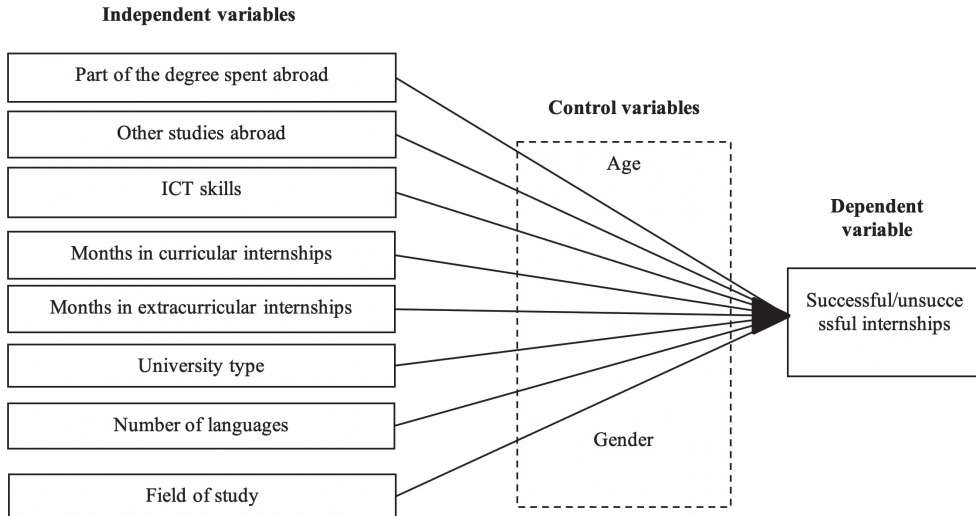 Independent variables
Part of the degree spent abroad
Other studies abroad
ICT skills
Months in curricular internships
Months in extracurricular internships
University type
Number of languages
Field of study
Control variables
Age
Gender
Dependent
variable
Successful/unsucce
ssful internships